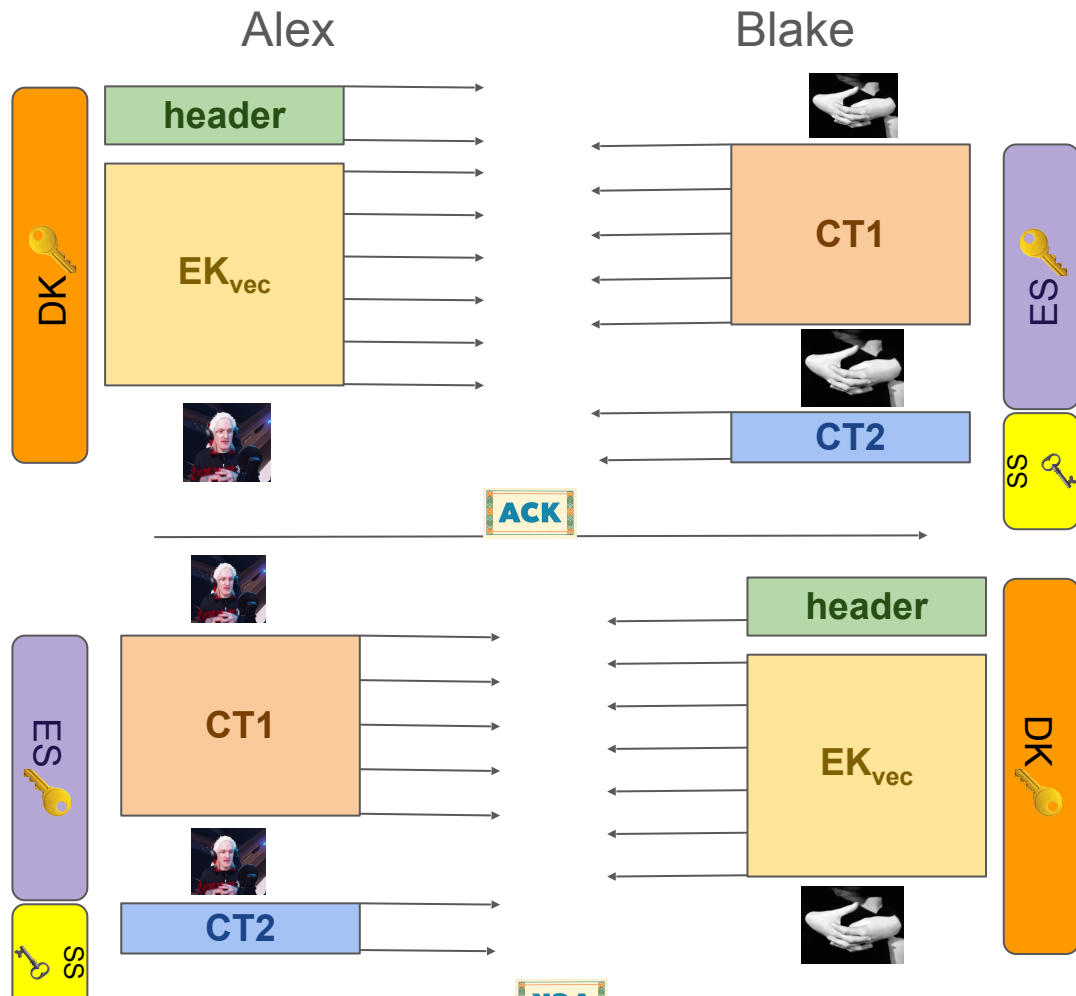 Alex
Blake
header
DK
EKvec
CT1
ES
CT2
ss
ACK
header
ES
CT1
EKvec
DK
CT2
ss